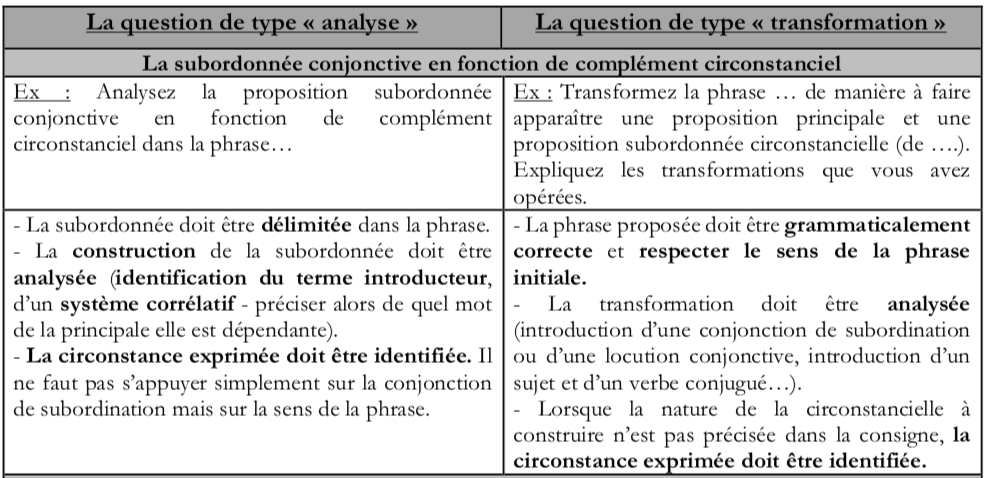 La question de type « analyse »
La question de type « transformation »
La subordonnée conjonctive en fonction de complément circonstanciel
Ex : Analysez la proposition subordonnée
conjonctive en fonction de complément
circonstanciel dans la phrase…
Ex : Transformez la phrase … de manière à faire
apparaître une proposition principale et une
proposition subordonnée circonstancielle (de ….).
Expliquez les transformations que vous avez
opérées.
- La subordonnée doit être délimitée dans la phrase.
- La construction de la subordonnée doit être
analysée (identification du terme introducteur,
d’un système corrélatif - préciser alors de quel mot
de la principale elle est dépendante).
- La circonstance exprimée doit être identifiée. Il
ne faut pas s’appuyer simplement sur la conjonction
de subordination mais sur la sens de la phrase.
- La phrase proposée doit être grammaticalement
correcte et respecter le sens de la phrase
initiale.
- La transformation doit être analysée
(introduction d’une conjonction de subordination
ou d’une locution conjonctive, introduction d’un
sujet et d’un verbe conjugué…).
- Lorsque la nature de la circonstancielle à
construire n’est pas précisée dans la consigne, la
circonstance exprimée doit être identifiée.